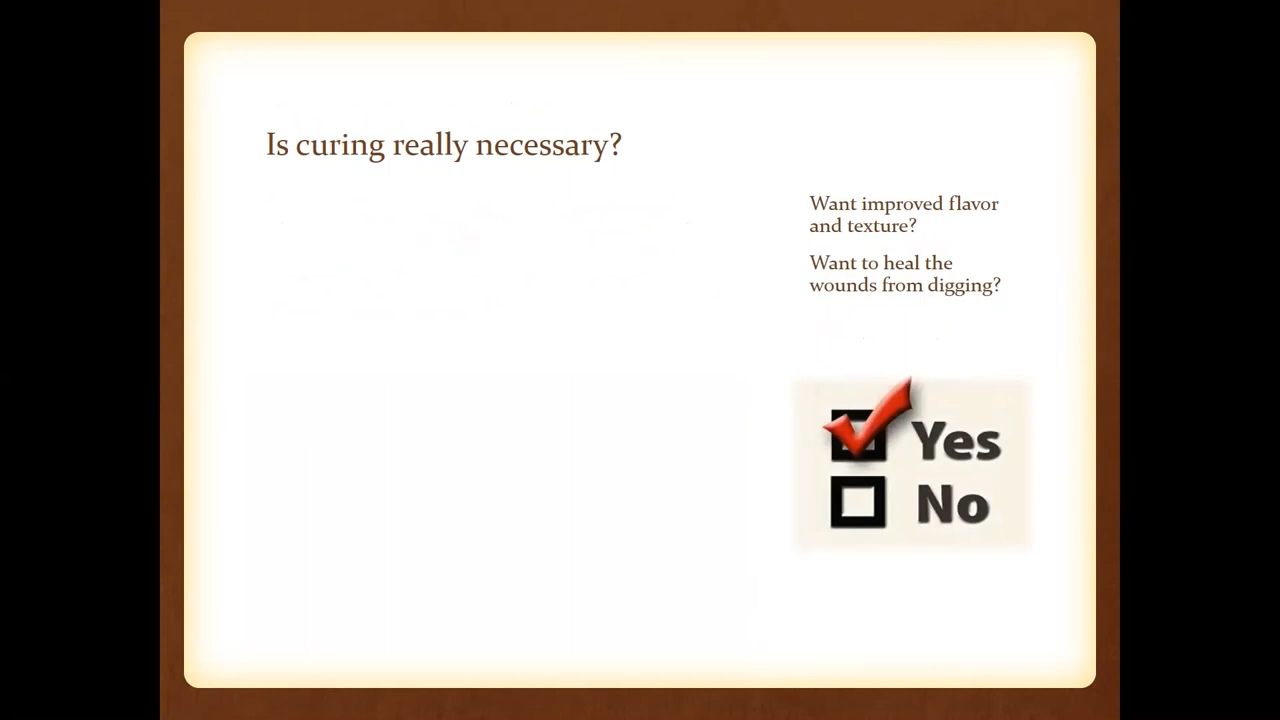 Is curing really necessary?
Want improved flavor
and texture?
Want to heal the
wounds from digging?
Yes
No